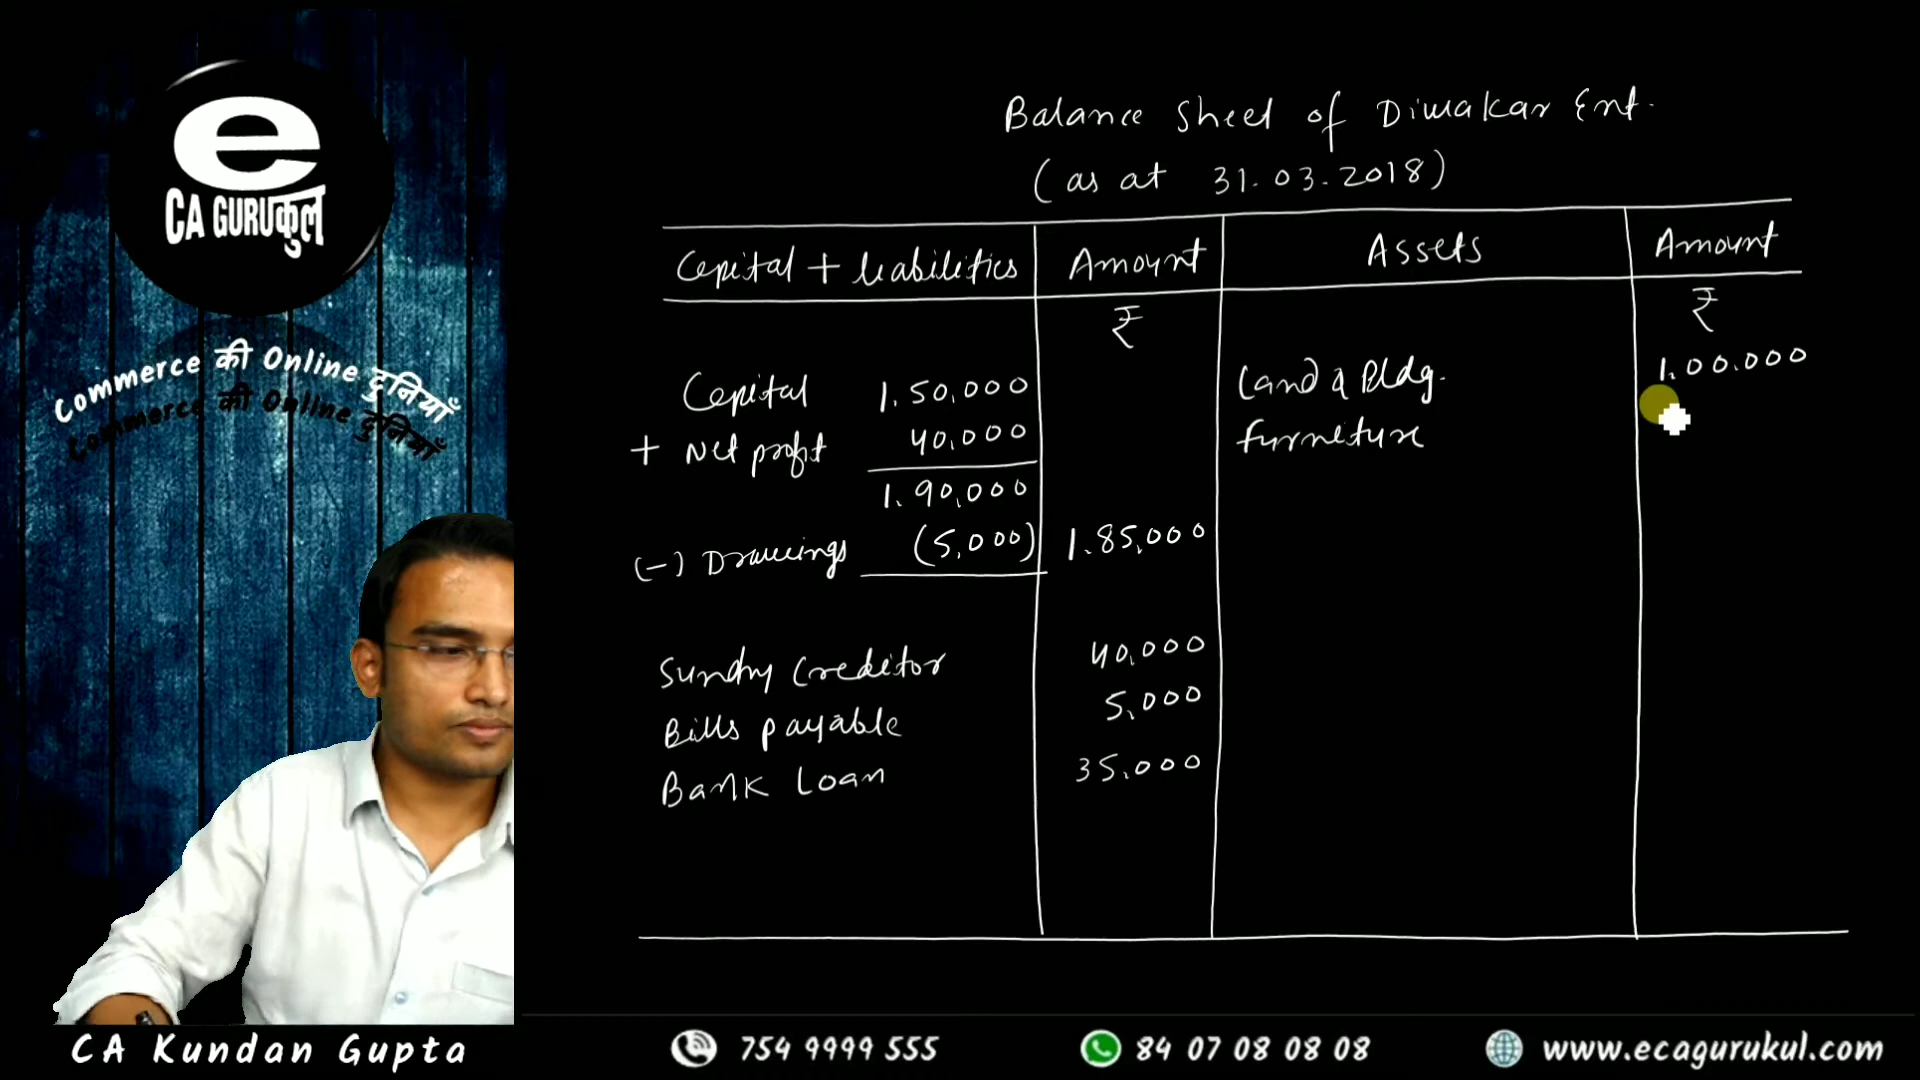 e
CA GURUकुल
Commerce की Online दुनियाँ
Commerce की Online दुनियाँ
CA Kundan Gupta
Balance Sheet of Diwakar Ent.
(as at 31.03.2018)
Capital + liabilities Amount Assets Amount
₹ ₹
Capital 1,50,000 Land & Bldg. 1,00,000
+ Net profit 40,000 furniture
1,90,000
(-) Drawings (5,000) 1,85,000
Sundry Creditor 40,000
Bills payable 5,000
Bank Loan 35,000
754 9999 555 84 07 08 08 08 www.ecagurukul.com